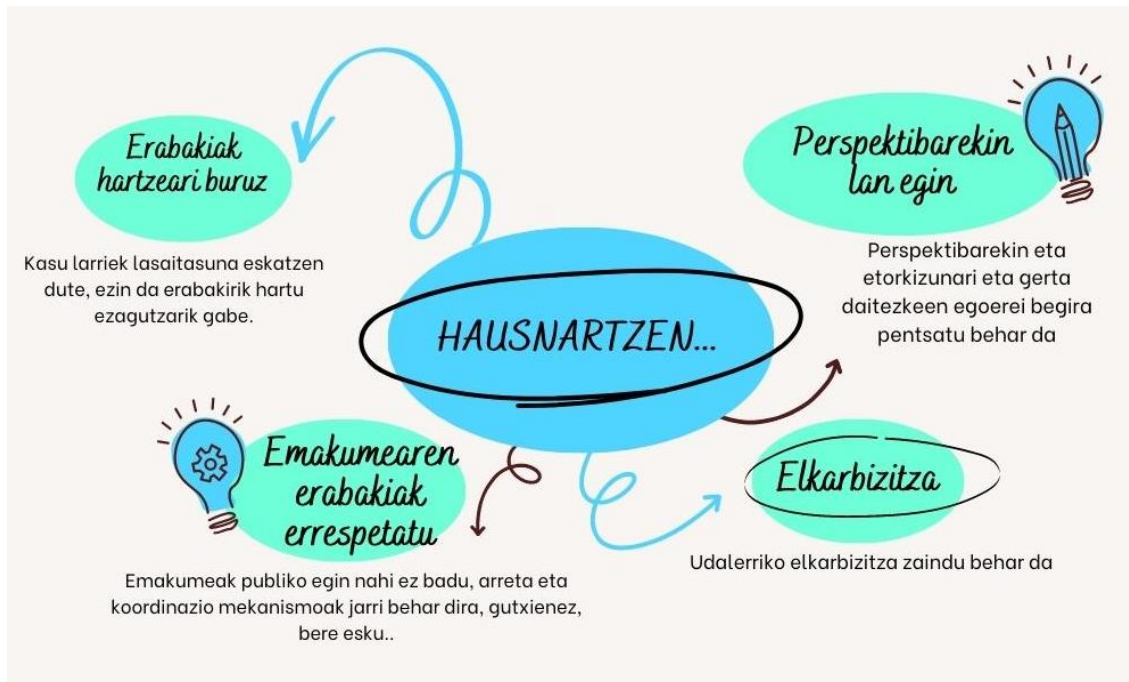 Erabakiak
hartzeari buruz
Kasu larriek lasaitasuna eskatzen
dute, ezin da erabakirik hartu
ezagutzarik gabe.
Perspektibarekin
lan egin
Perspektibarekin eta
etorkizunari eta gerta
daitezkeen egoerei begira
pentsatu behar da
HAUSNARTZEN...
Emakumearen
erabakiak
errespetatu
Emakumeak publiko egin nahi ez badu, arreta eta
koordinazio mekanismoak jarri behar dira, gutxienez,
bere esku..
Elkarbizitza
Udalerriko elkarbizitza zaindu behar da